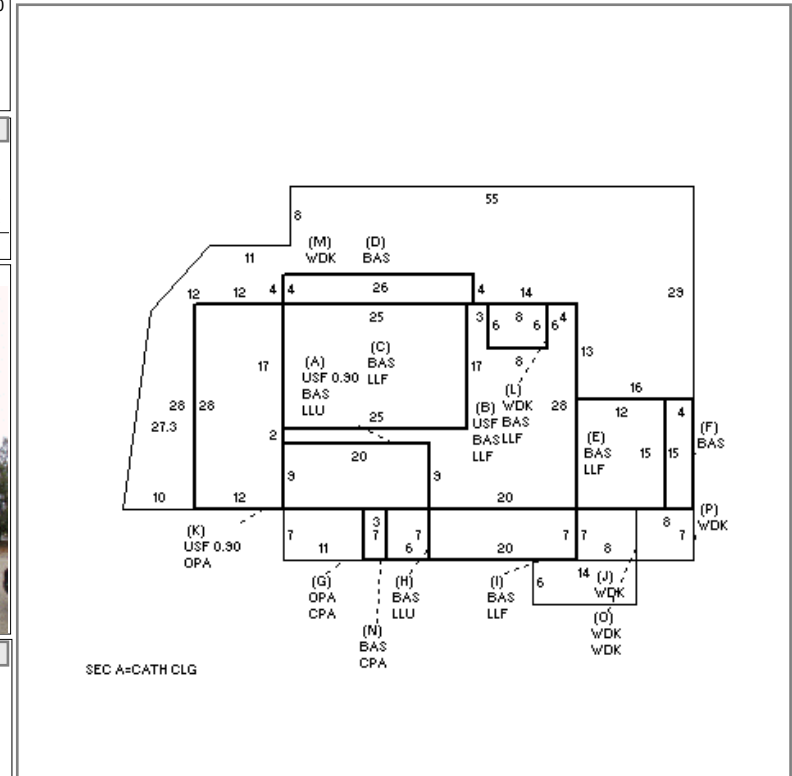 55
8
(M)
WDK
(D)
BAS
11
12
12
4
4
26
4
14
29
25
3
6
8
6
6
4
17
(A)
USF 0.90
BAS
LLU
(C)
BAS
LLF
17
8
13
(L)
WDK
BAS
LLF
16
28
28
27.3
25
(B)
USF
BAS
LLF
28
12
4
(F)
BAS
2
20
(E)
BAS
LLF
15
15
9
9
10
12
20
(K)
USF 0.90
OPA
7
11
3
7
7
6
20
7
8
8
7
(P)
WDK
(G)
OPA
CPA
(H)
BAS
LLU
(I)
BAS
LLF
6
14
(J)
WDK
(N)
BAS
CPA
(O)
WDK
WDK
SEC A=CATH CLG